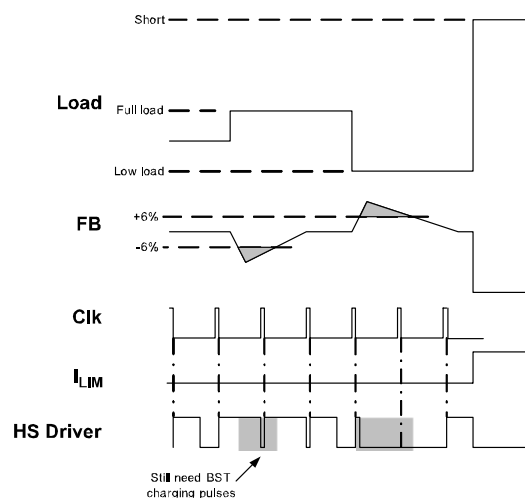 Short
Load
Full load
Low load
+6%
FB
-6%
Clk
ILIM
HS Driver
Still need BST
charging pulses